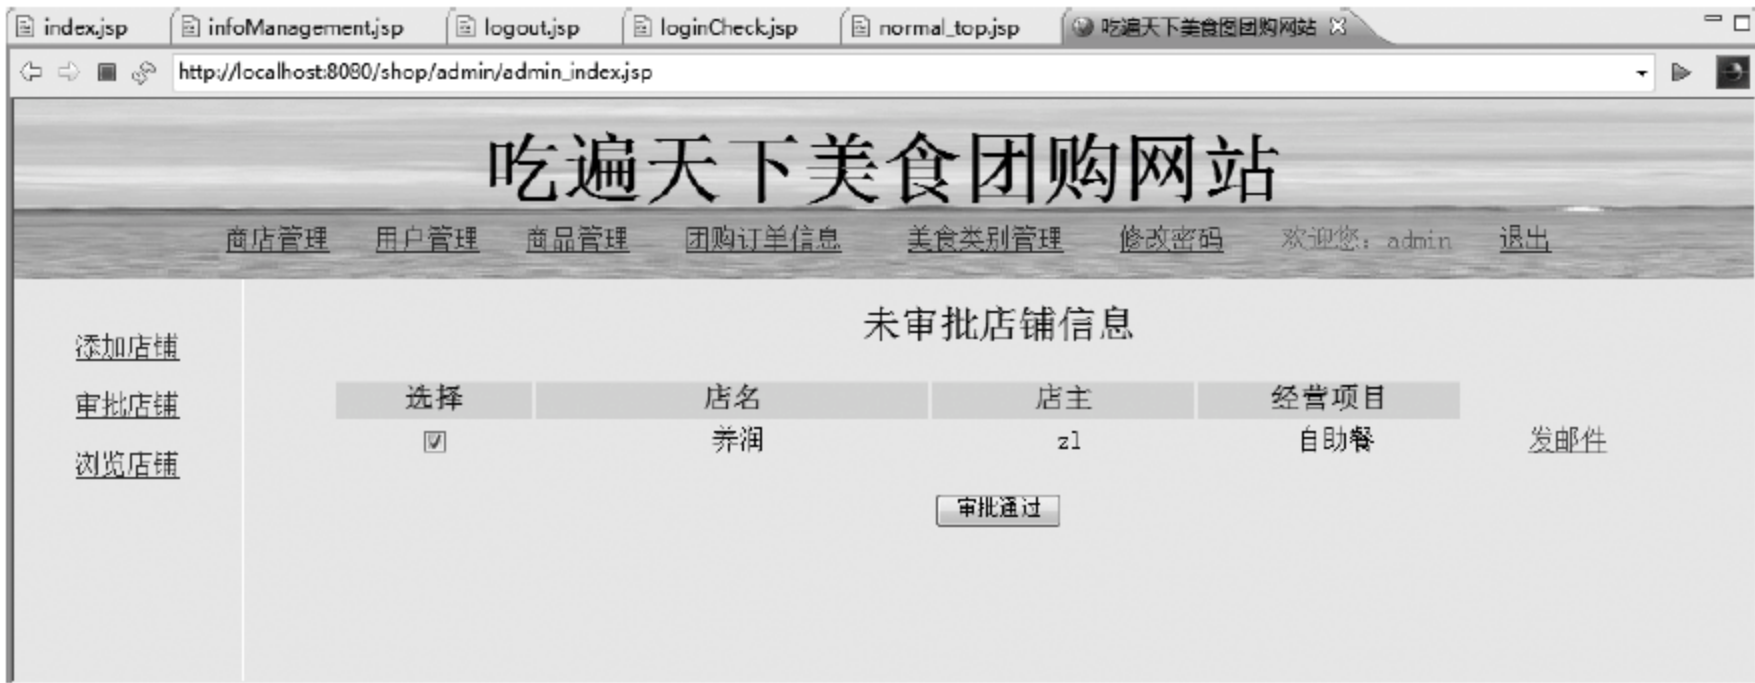 index.jsp infoManagement.jsp logout.jsp loginCheck.jsp normal_top.jsp 吃遍天下美食团团购网站
http://localhost:8080/shop/admin/admin_index.jsp
吃遍天下美食团购网站
商店管理 用户管理 商品管理 团购订单信息 美食类别管理 修改密码 欢迎您：admin 退出
未审批店铺信息
添加店铺
审批店铺
浏览店铺
选择 店名 店主 经营项目
养润 zl 自助餐 发邮件
审批通过